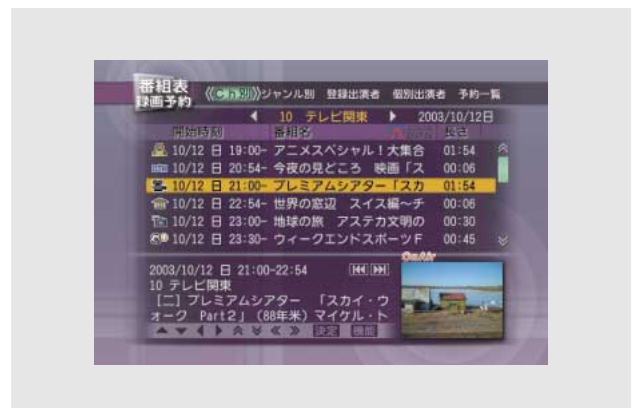 番組表
録画予約
《Ch別》 ジャンル別 登録出演者 個別出演者 予約一覧
10 テレビ関東 2003/10/12日
開始時刻 番組名 長さ
10/12 日 19:00- アニメスペシャル!大集合 01:54
10/12 日 20:54- 今夜の見どころ 映画「ス 00:06
10/12 日 21:00- プレミアムシアター「スカ 01:54
10/12 日 22:54- 世界の窓辺 スイス編〜チ 00:06
10/12 日 23:00- 地球の旅 アステカ文明の 00:30
10/12 日 23:30- ウィークエンドスポーツF 00:45
OnAir
2003/10/12 日 21:00-22:54
10 テレビ関東
[二] プレミアムシアター 「スカイ・ウ
ォーク Part2」(88年米) マイケル・ト
決定 機能